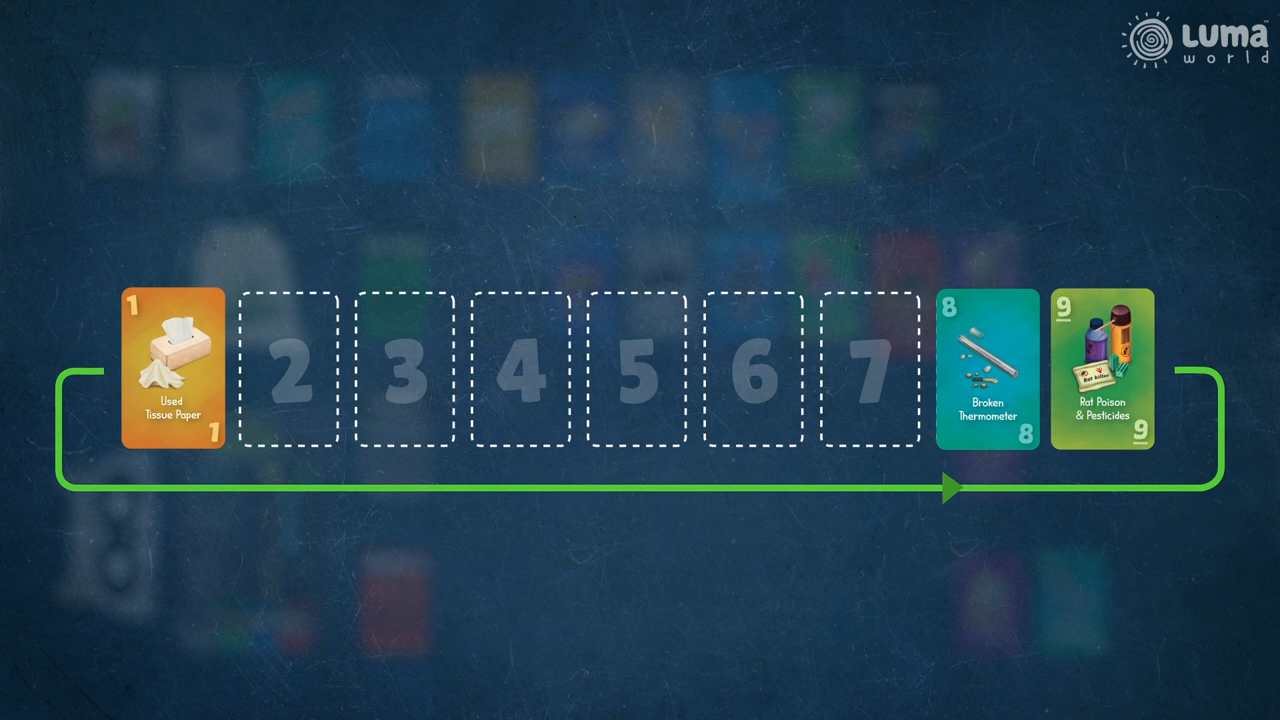 LUMA
world
™
1
Used
Tissue Paper
1
2
3
4
5
6
7
8
Broken
Thermometer
8
9
Rat killer
Rat Poison
& Pesticides
9